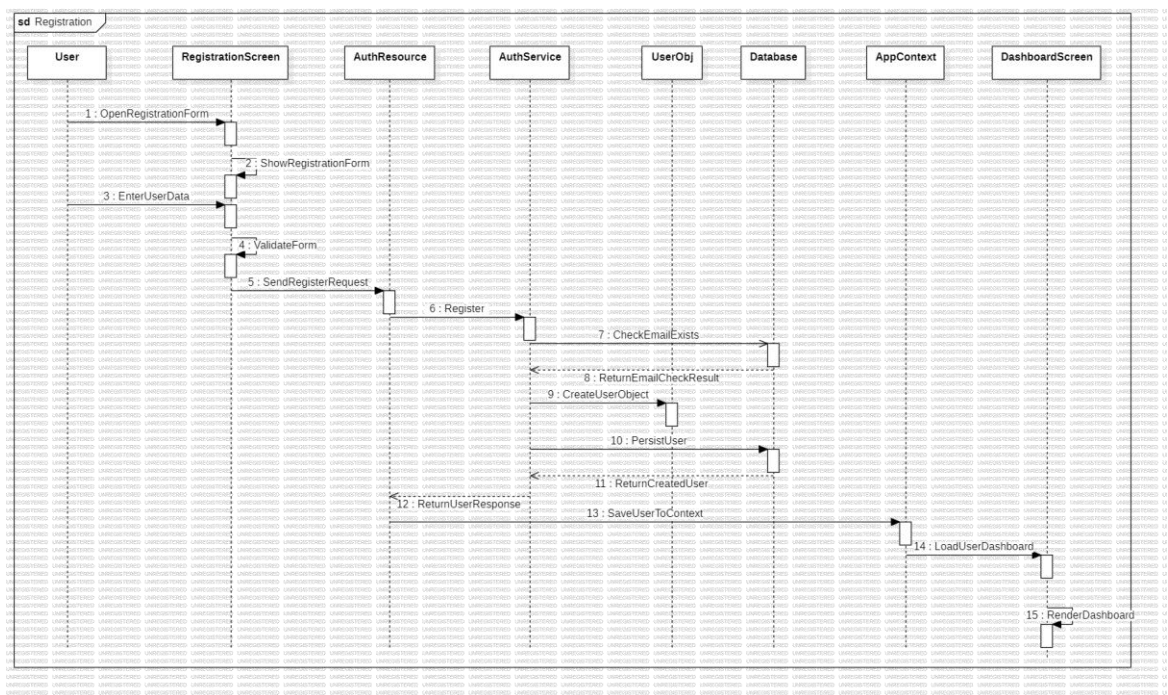 sd Registration
User RegistrationScreen AuthResource AuthService UserObj Database AppContext DashboardScreen
1 : OpenRegistrationForm
2 : ShowRegistrationForm
3 : EnterUserData
4 : ValidateForm
5 : SendRegisterRequest
6 : Register
7 : CheckEmailExists
8 : ReturnEmailCheckResult
9 : CreateUserObject
10 : PersistUser
11 : ReturnCreatedUser
12 : ReturnUserResponse
13 : SaveUserToContext
14 : LoadUserDashboard
15 : RenderDashboard
UNREGISTERED